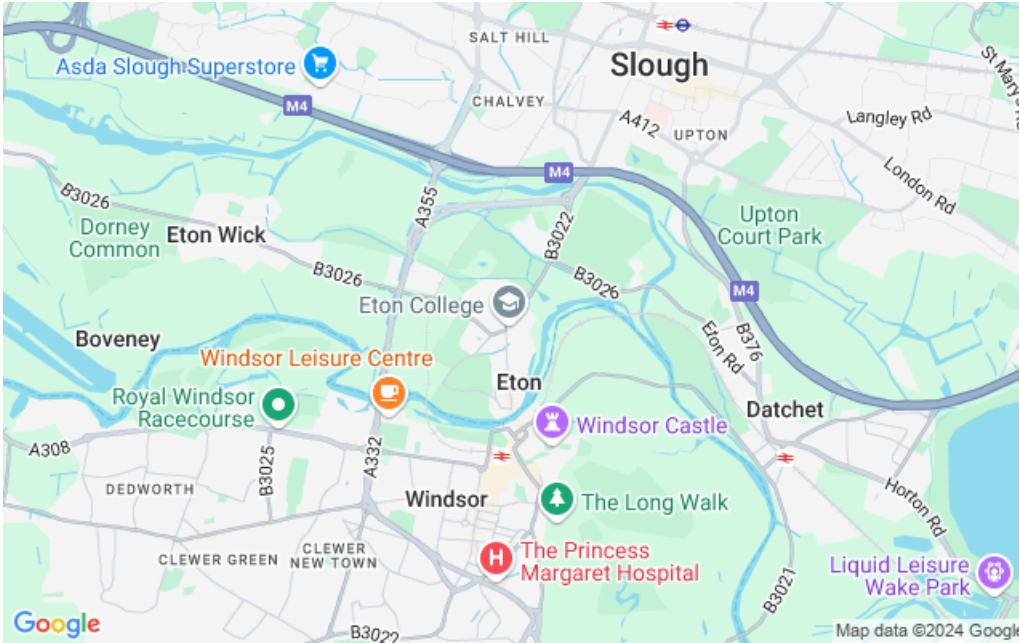 SALT HILL
Slough
St Mary's
Asda Slough Superstore
M4
CHALVEY
A412
UPTON
Langley Rd
London Rd
M4
B3026
A355
Dorney
Common
Eton Wick
B3022
Upton
Court Park
B3026
B3026
M4
Eton College
Eton Rd
B376
Boveney
Windsor Leisure Centre
Royal Windsor
Racecourse
Eton
Datchet
Windsor Castle
A308
B3025
A332
DEDWORTH
Windsor
The Long Walk
Horton Rd
CLEWER GREEN
CLEWER
NEW TOWN
The Princess
Margaret Hospital
Liquid Leisure
Wake Park
B3021
B3022
Google
Map data ©2024 Google